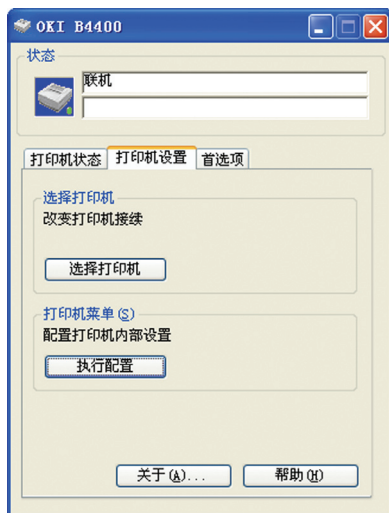 OKI B4400
状态
联机
打印机状态 打印机设置 首选项
选择打印机
改变打印机接续
选择打印机
打印机菜单(S)
配置打印机内部设置
执行配置
关于(A)... 帮助(H)